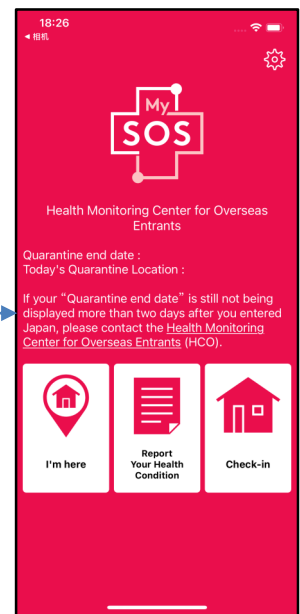 18:26
◀ 相机
My
SOS
Health Monitoring Center for Overseas
Entrants
Quarantine end date :
Today's Quarantine Location :
If your “Quarantine end date” is still not being
displayed more than two days after you entered
Japan, please contact the Health Monitoring
Center for Overseas Entrants (HCO).
I'm here
Report
Your Health
Condition
Check-in